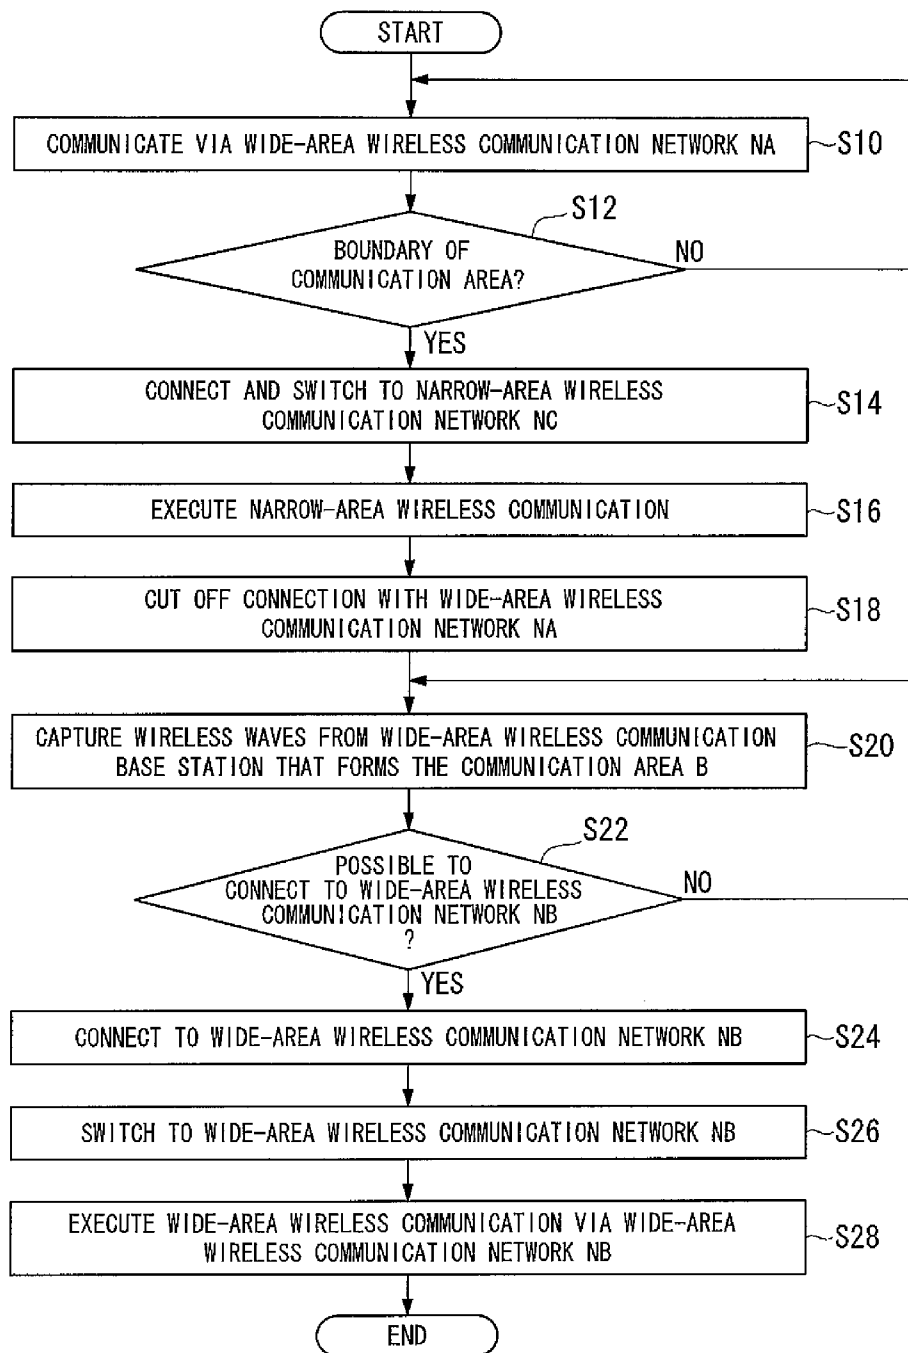 START
COMMUNICATE VIA WIDE-AREA WIRELESS COMMUNICATION NETWORK NA
S10
S12
BOUNDARY OF
COMMUNICATION AREA?
NO
YES
CONNECT AND SWITCH TO NARROW-AREA WIRELESS
COMMUNICATION NETWORK NC
S14
EXECUTE NARROW-AREA WIRELESS COMMUNICATION
S16
CUT OFF CONNECTION WITH WIDE-AREA WIRELESS
COMMUNICATION NETWORK NA
S18
CAPTURE WIRELESS WAVES FROM WIDE-AREA WIRELESS COMMUNICATION
BASE STATION THAT FORMS THE COMMUNICATION AREA B
S20
S22
POSSIBLE TO
CONNECT TO WIDE-AREA WIRELESS
COMMUNICATION NETWORK NB
?
NO
YES
CONNECT TO WIDE-AREA WIRELESS COMMUNICATION NETWORK NB
S24
SWITCH TO WIDE-AREA WIRELESS COMMUNICATION NETWORK NB
S26
EXECUTE WIDE-AREA WIRELESS COMMUNICATION VIA WIDE-AREA
WIRELESS COMMUNICATION NETWORK NB
S28
END